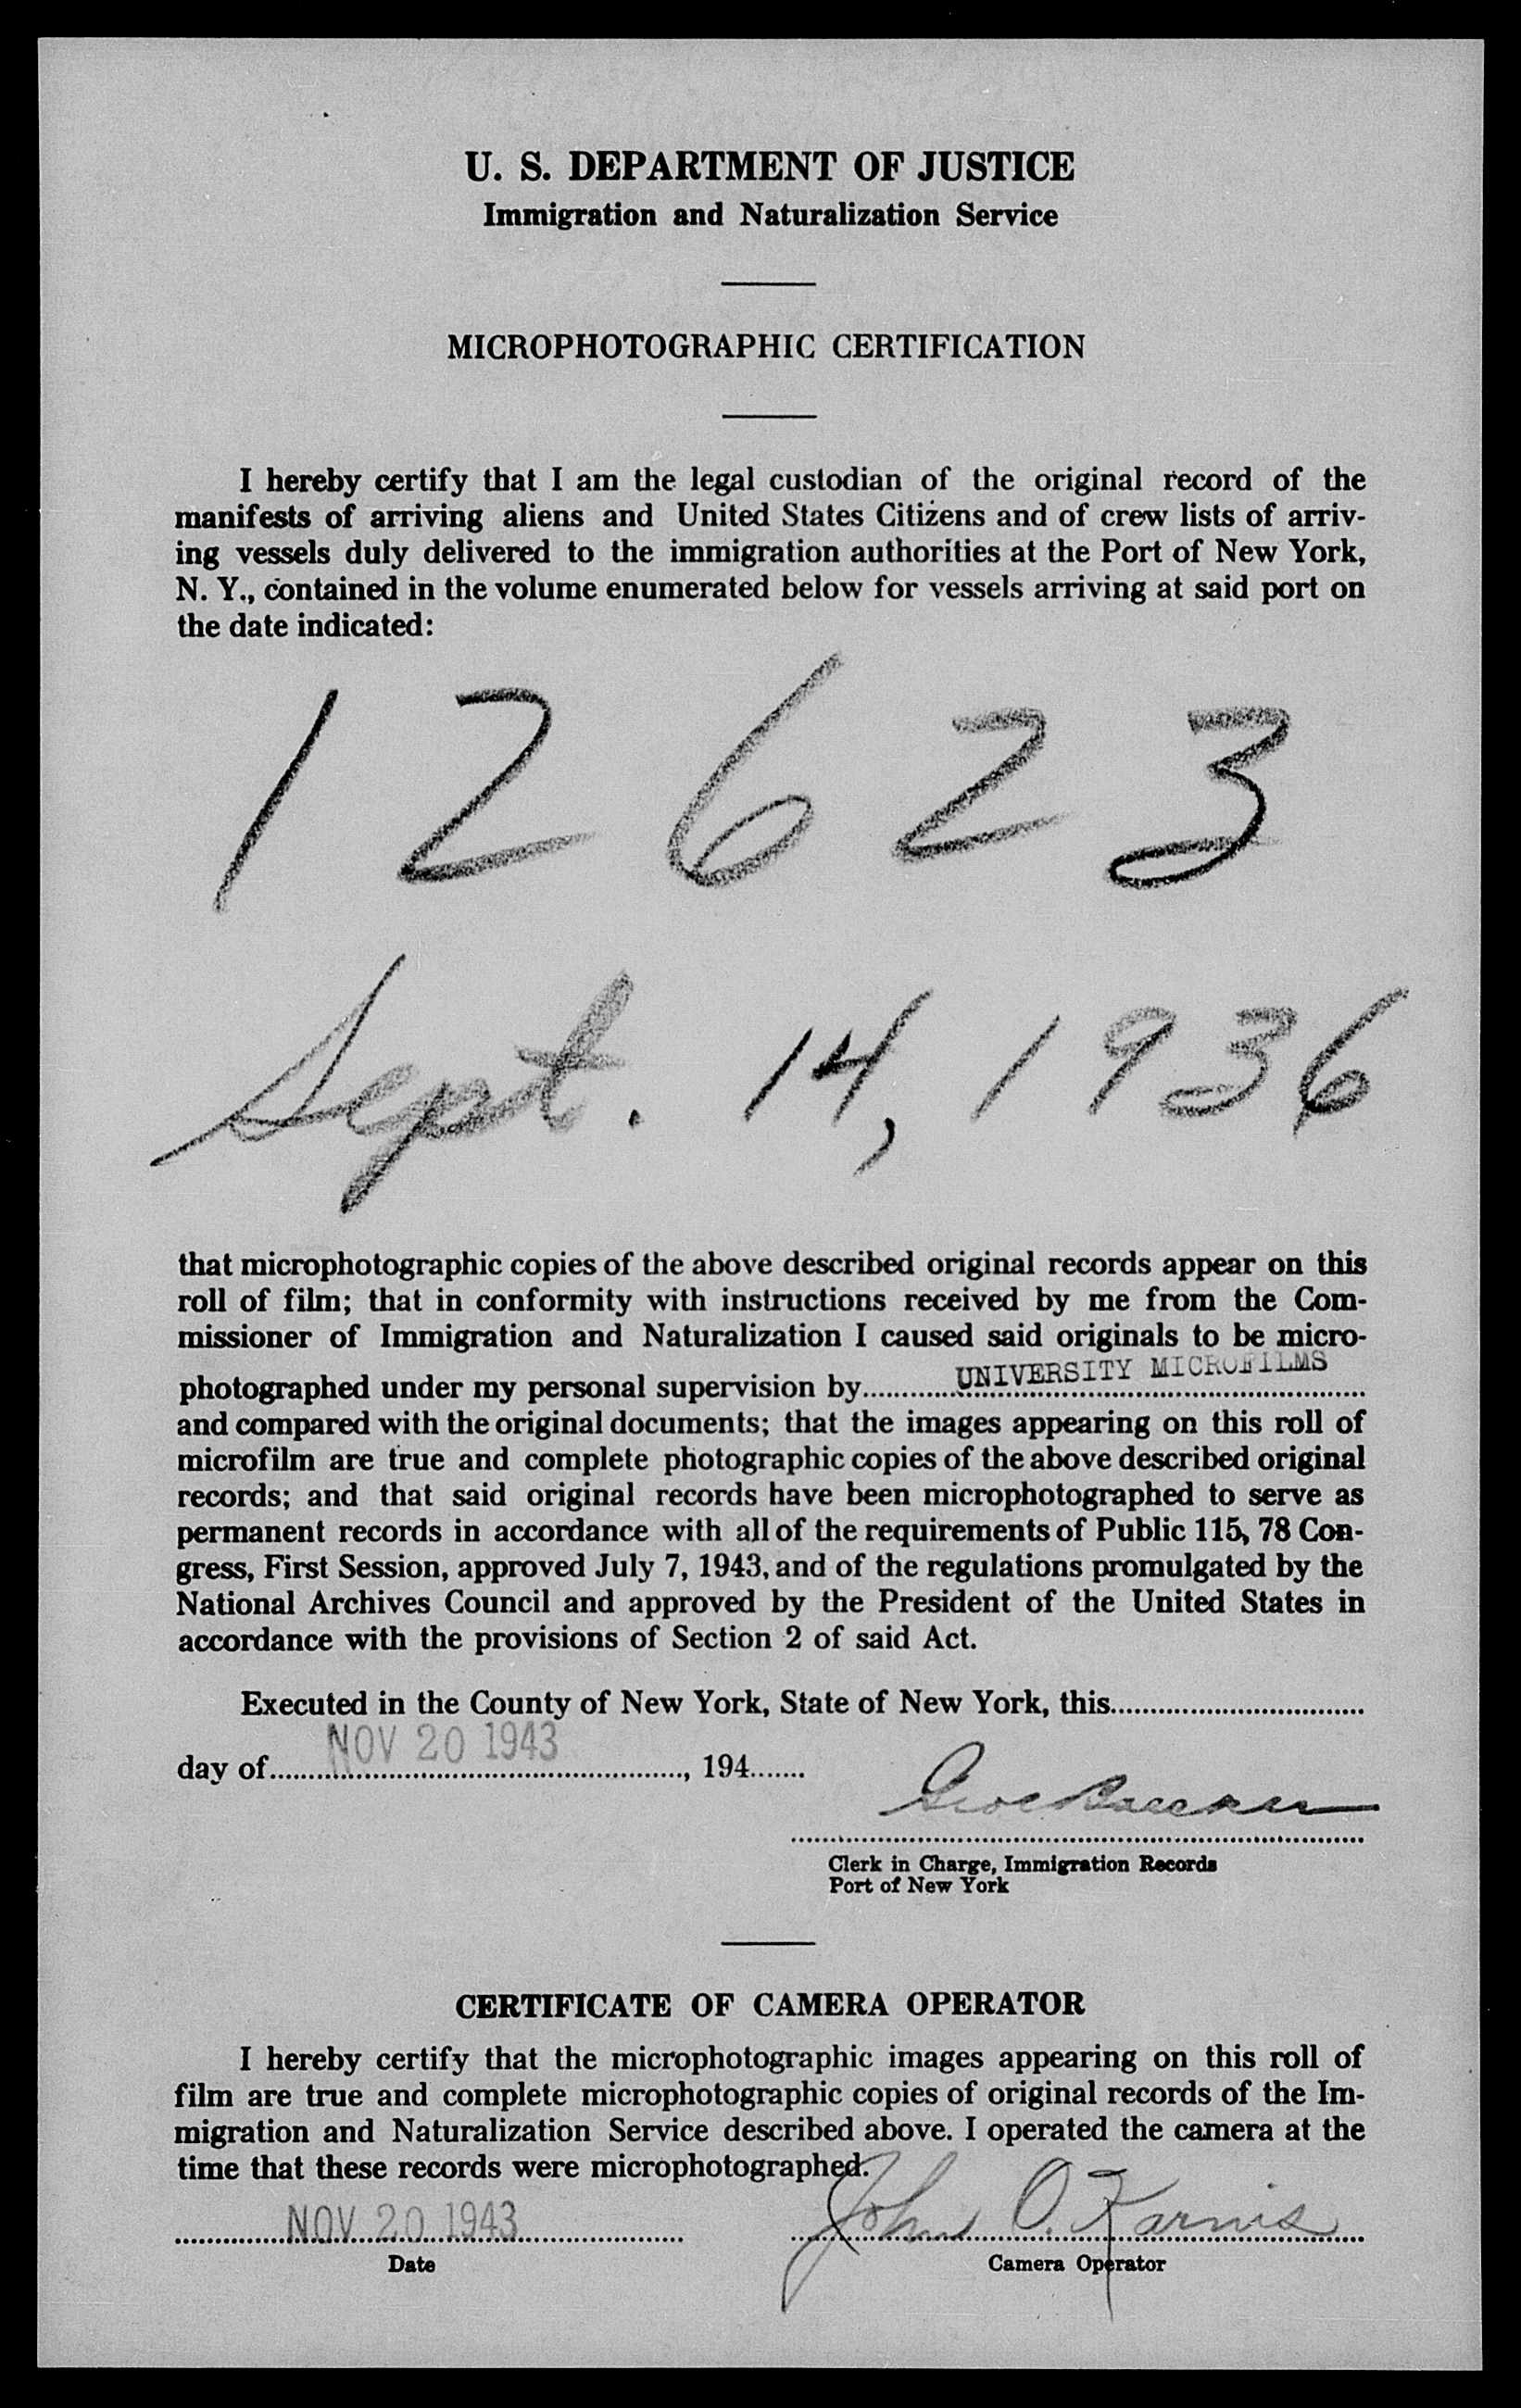 U. S. DEPARTMENT OF JUSTICE
Immigration and Naturalization Service
MICROPHOTOGRAPHIC CERTIFICATION
I hereby certify that I am the legal custodian of the original record of the
manifests of arriving aliens and United States Citizens and of crew lists of arriv-
ing vessels duly delivered to the immigration authorities at the Port of New York,
N. Y., contained in the volume enumerated below for vessels arriving at said port on
the date indicated:
12623
Sept. 14, 1936
that microphotographic copies of the above described original records appear on this
roll of film; that in conformity with instructions received by me from the Com-
missioner of Immigration and Naturalization I caused said originals to be micro-
photographed under my personal supervision by UNIVERSITY MICROFILMS
and compared with the original documents; that the images appearing on this roll of
microfilm are true and complete photographic copies of the above described original
records; and that said original records have been microphotographed to serve as
permanent records in accordance with all of the requirements of Public 115, 78 Con-
gress, First Session, approved July 7, 1943, and of the regulations promulgated by the
National Archives Council and approved by the President of the United States in
accordance with the provisions of Section 2 of said Act.
Executed in the County of New York, State of New York, this
day of NOV 20 1943, 194
Clerk in Charge, Immigration Records
Port of New York
CERTIFICATE OF CAMERA OPERATOR
I hereby certify that the microphotographic images appearing on this roll of
film are true and complete microphotographic copies of original records of the Im-
migration and Naturalization Service described above. I operated the camera at the
time that these records were microphotographed.
NOV 20 1943 John O. Karnis
Date Camera Operator